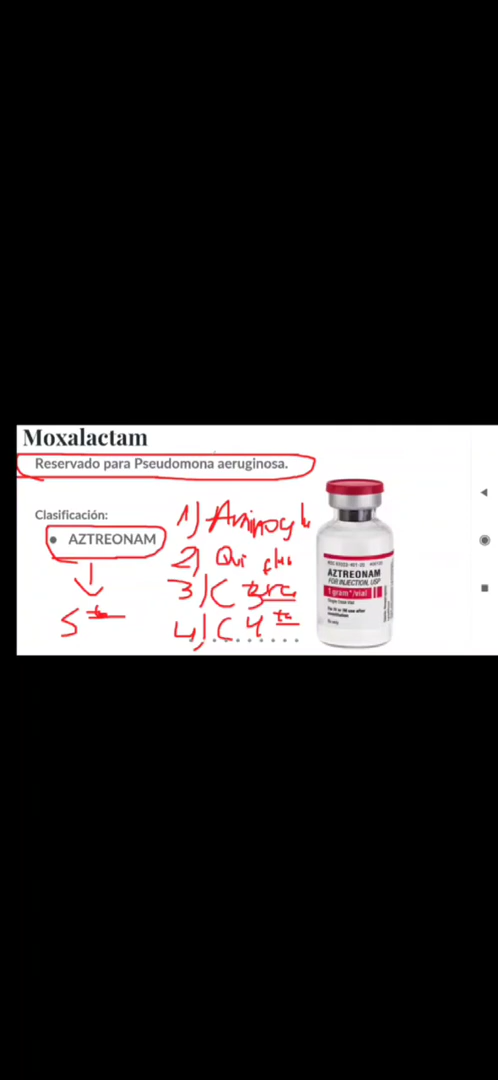 Moxalactam
Reservado para Pseudomona aeruginosa.
Clasificación:
● AZTREONAM
5ta
1) Aminogl
2) Qui flu
3) C 3ra
4) C 4ta
AZTREONAM
FOR INJECTION, USP
1 gram*/vial